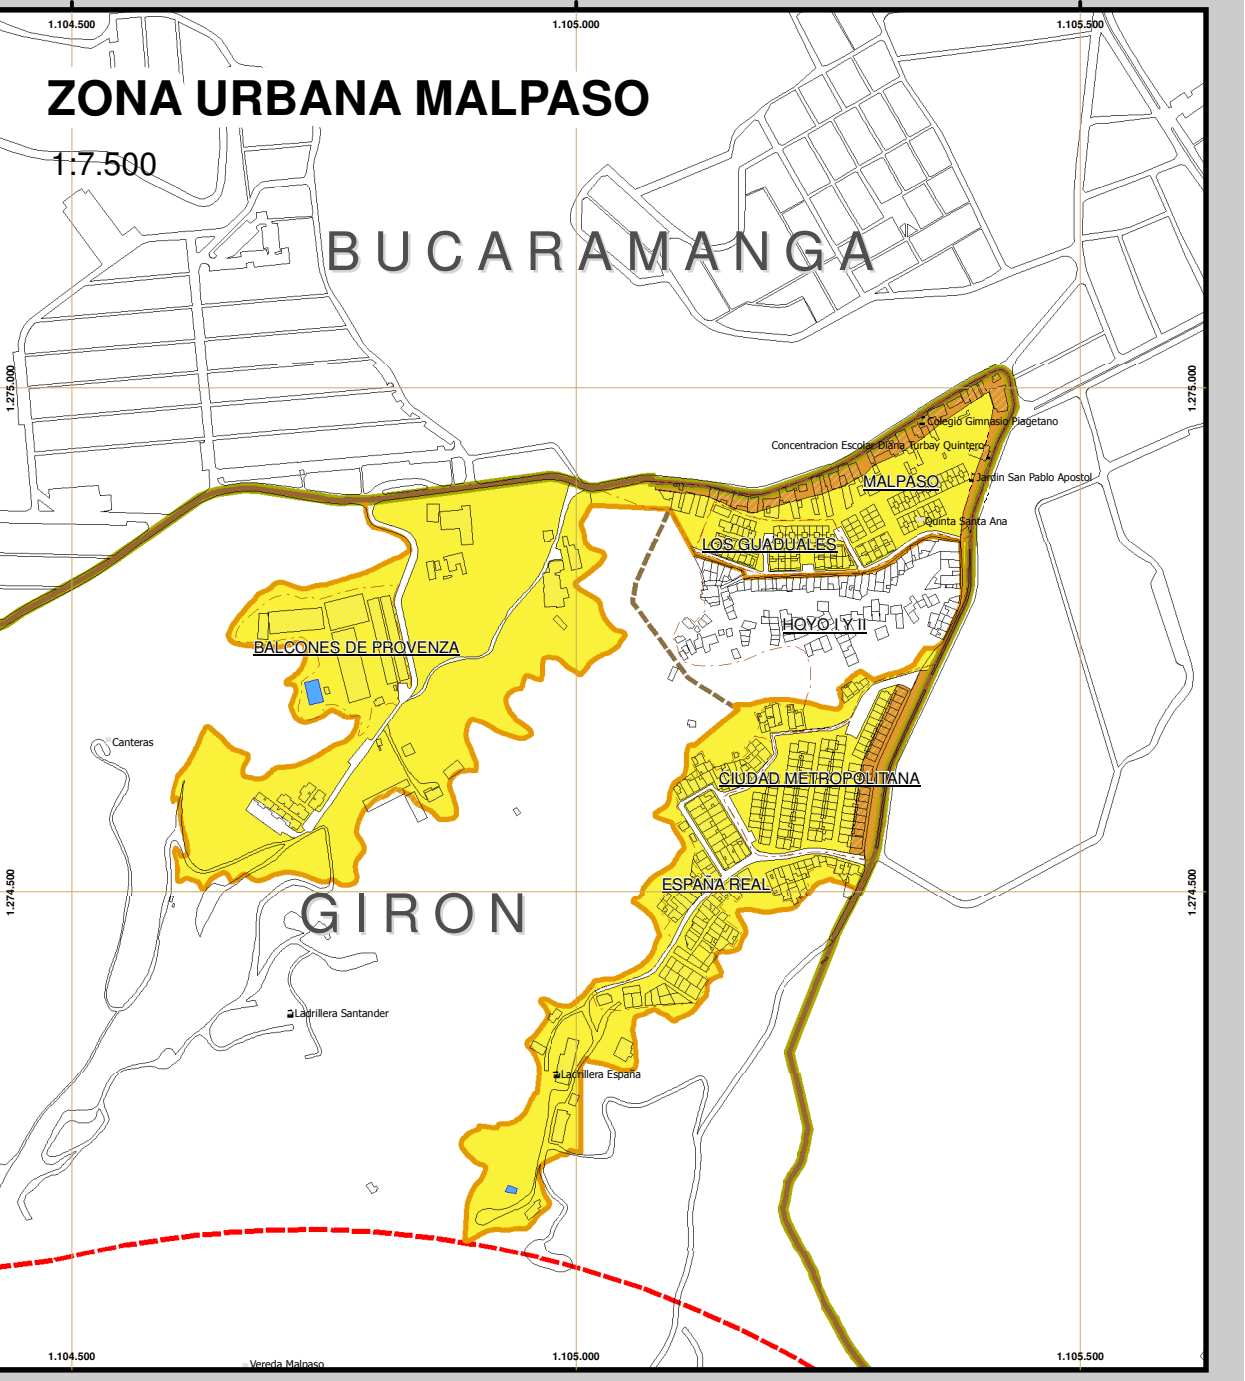 1.104.500
1.105.000
1.105.500
ZONA URBANA MALPASO
1:7.500
BUCARAMANGA
1.275.000
1.275.000
Colegio Gimnasio Piagetano
Concentracion Escolar Diana Turbay Quintero
MALPASO
Jardin San Pablo Apostol
Quinta Santa Ana
LOS GUADUALES
HOYO I Y II
BALCONES DE PROVENZA
Canteras
CIUDAD METROPOLITANA
ESPAÑA REAL
1.274.500
1.274.500
GIRON
Ladrillera Santander
Ladrillera España
1.104.500
1.105.000
1.105.500
Vereda Malpaso